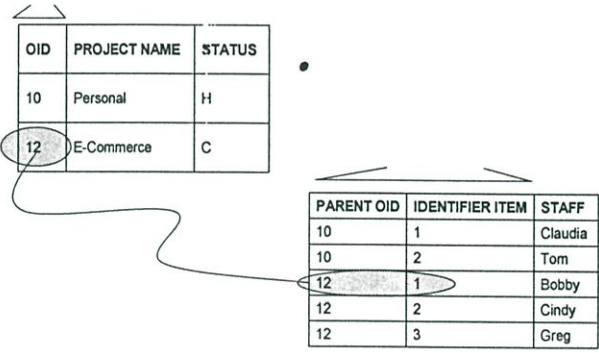 OID PROJECT NAME STATUS
10 Personal H
12 E-Commerce C
PARENT OID IDENTIFIER ITEM STAFF
10 1 Claudia
10 2 Tom
12 1 Bobby
12 2 Cindy
12 3 Greg